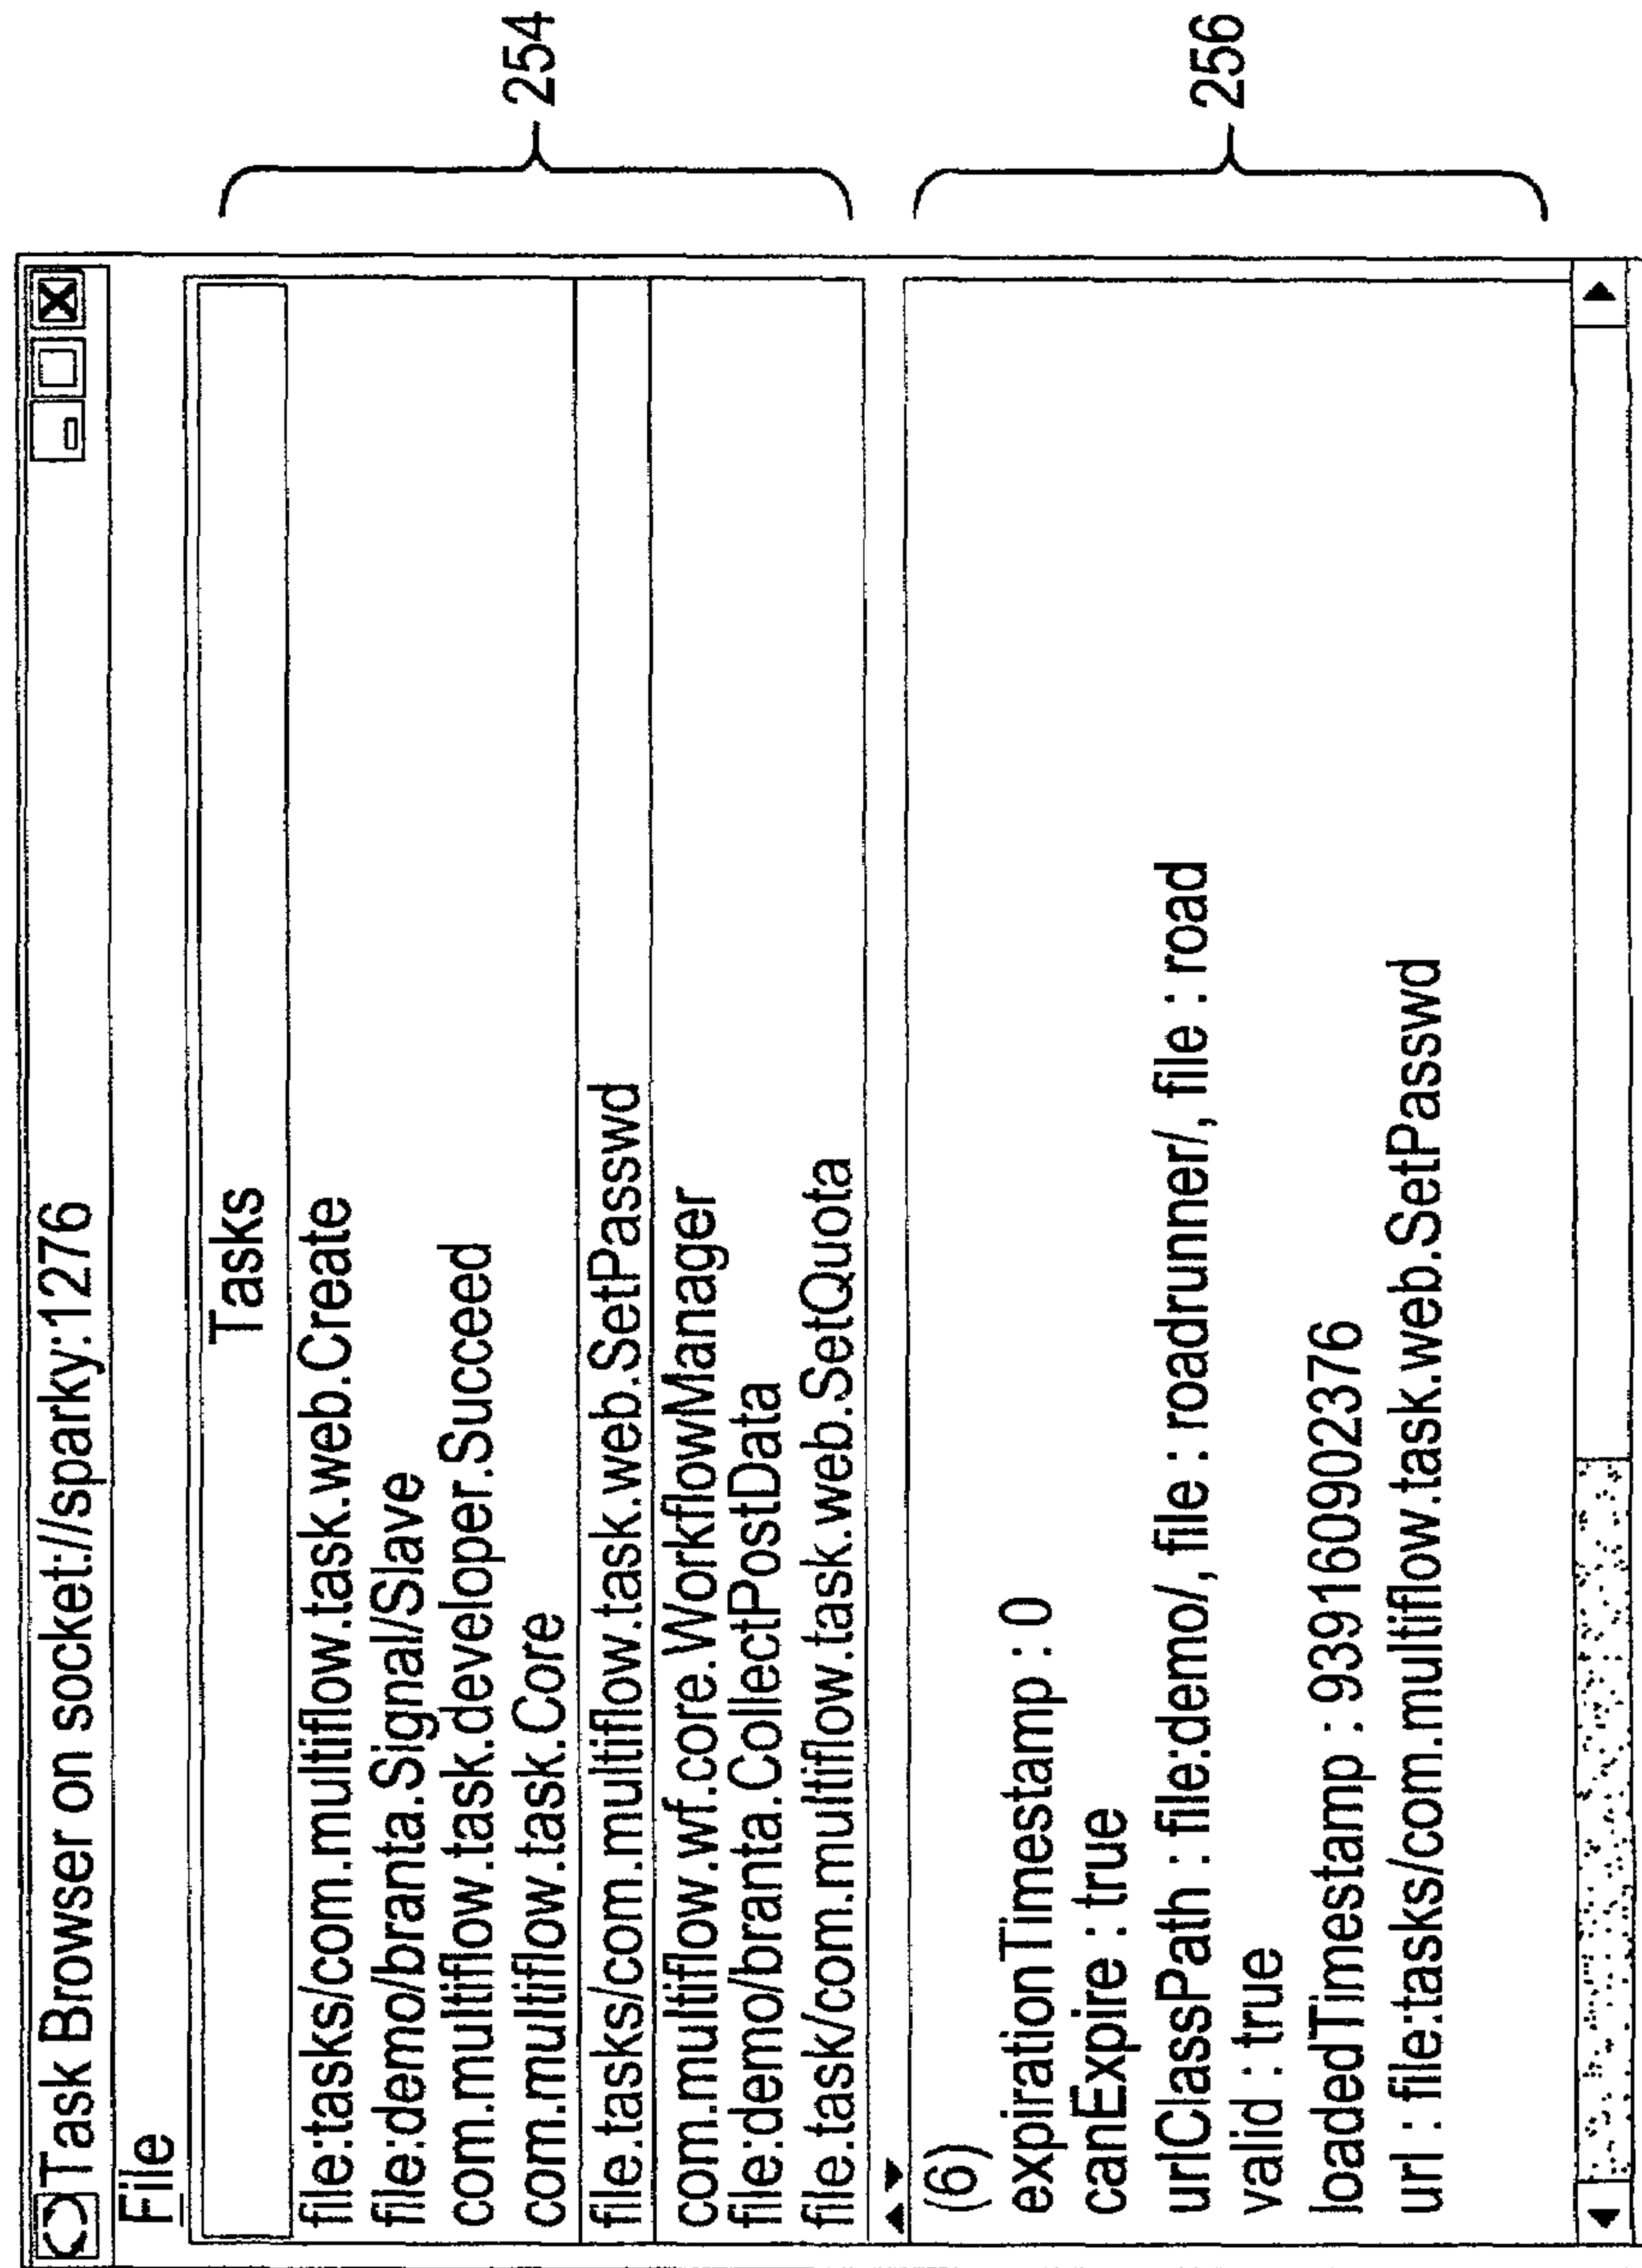 Task Browser on socket://sparky:1276
File
Tasks
file:tasks/com.multiflow.task.web.Create
file:demo/branta.Signal/Slave
com.multiflow.task.developer.Succeed
com.multiflow.task.Core
file.tasks/com.multiflow.task.web.SetPasswd
com.multiflow.wf.core.WorkflowManager
file:demo/branta.CollectPostData
file.task/com.multiflow.task.web.SetQuota
254
(6)
expirationTimestamp : 0
canExpire : true
urlClassPath : file:demo/, file : roadrunner/, file : road
valid : true
loadedTimestamp : 939160902376
url : file:tasks/com.multiflow.task.web.SetPasswd
256